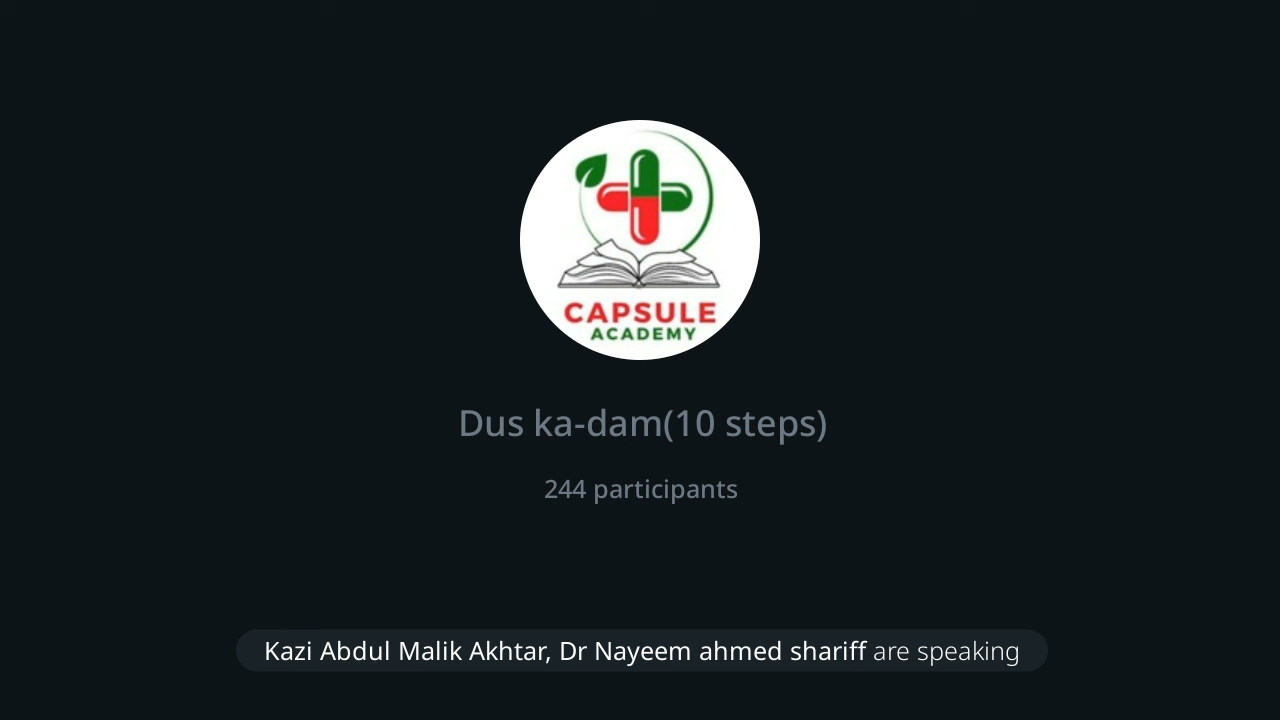 CAPSULE
ACADEMY
Dus ka-dam(10 steps)
244 participants
Kazi Abdul Malik Akhtar, Dr Nayeem ahmed shariff are speaking